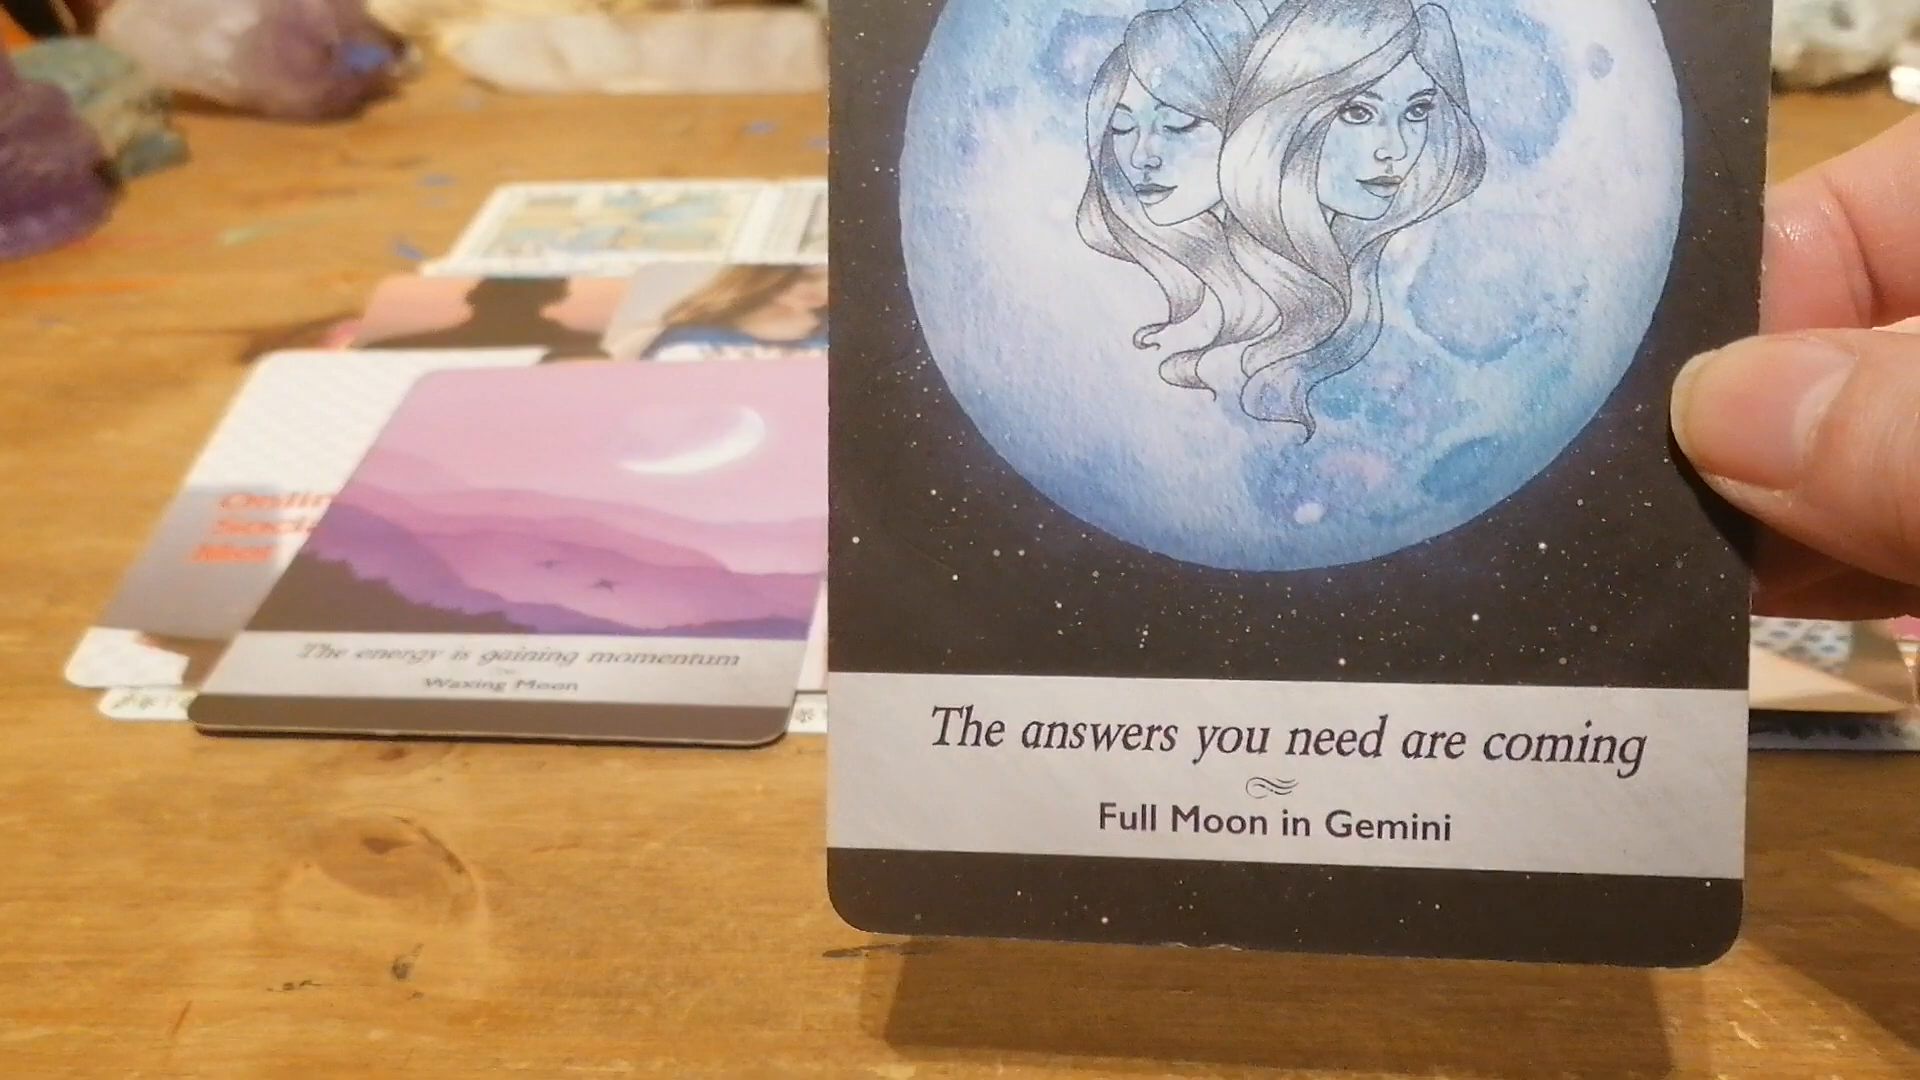 The answers you need are coming
Full Moon in Gemini
The energy is gaining momentum
Waxing Moon